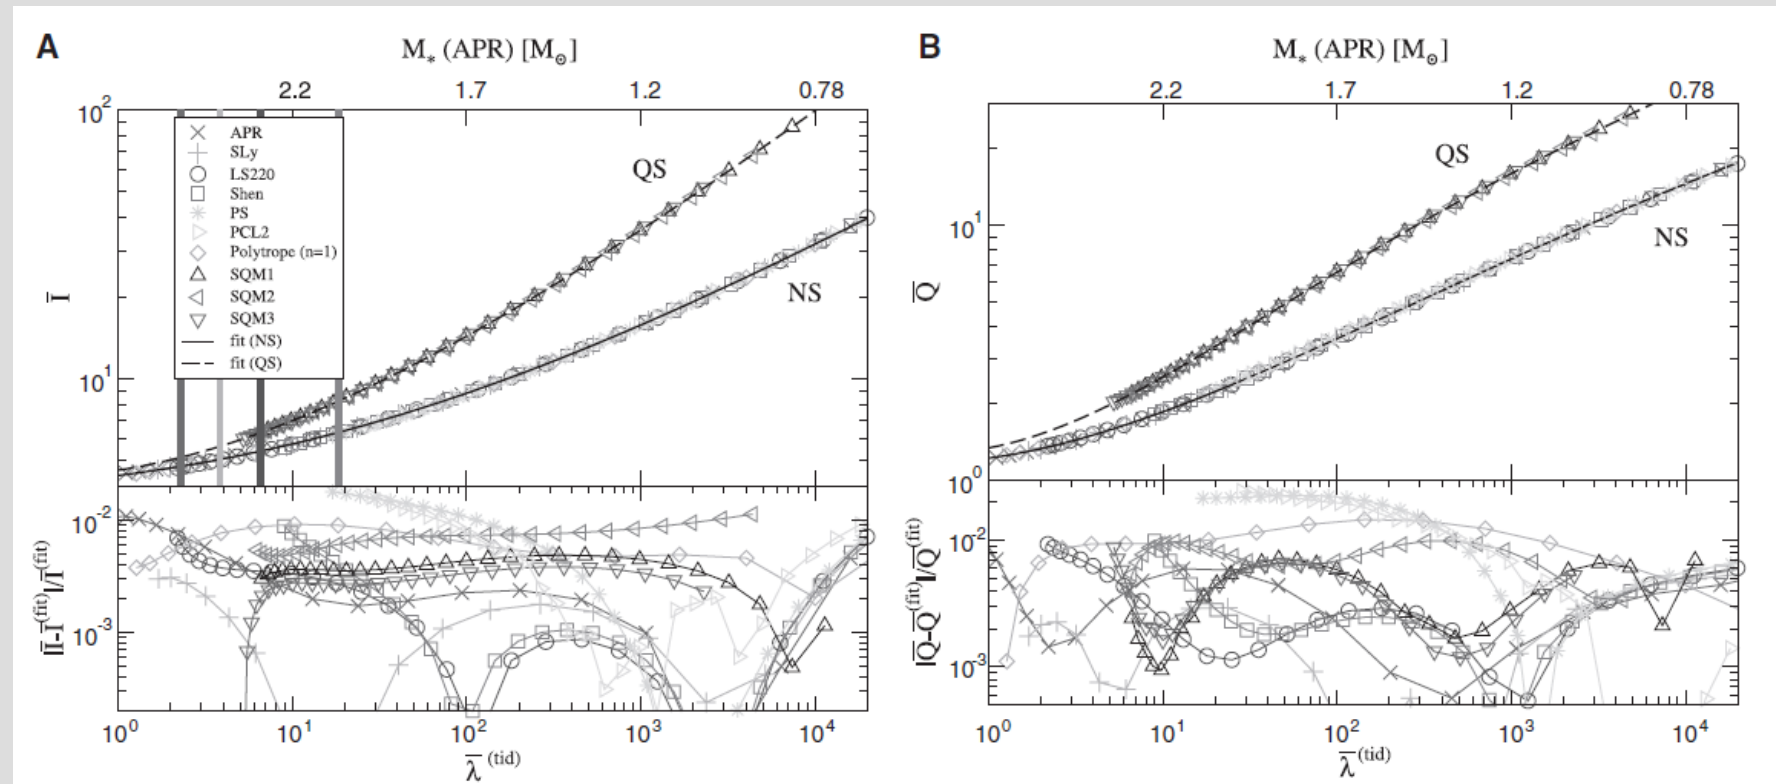 A
M* (APR) [M⊙]
2.2 1.7 1.2 0.78
10²
10¹
Ī
QS
NS
APR
SLy
LS220
Shen
PS
PCL2
Polytrope (n=1)
SQM1
SQM2
SQM3
fit (NS)
fit (QS)
10⁻²
10⁻³
|Ī-Ī^(fit)|/Ī^(fit)
10⁰ 10¹ 10² 10³ 10⁴
λ̄^(tid)
B
M* (APR) [M⊙]
2.2 1.7 1.2 0.78
10¹
10⁰
Q̄
QS
NS
10⁻²
10⁻³
|Q̄-Q̄^(fit)|/Q̄^(fit)
10⁰ 10¹ 10² 10³ 10⁴
λ̄^(tid)